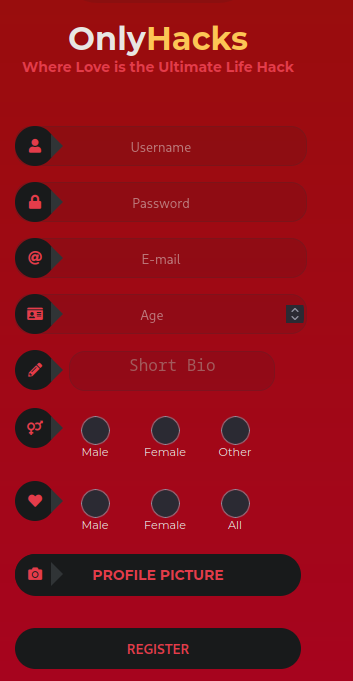 OnlyHacks
Where Love is the Ultimate Life Hack
Username
Password
E-mail
Age
Short Bio
Male Female Other
Male Female All
PROFILE PICTURE
REGISTER